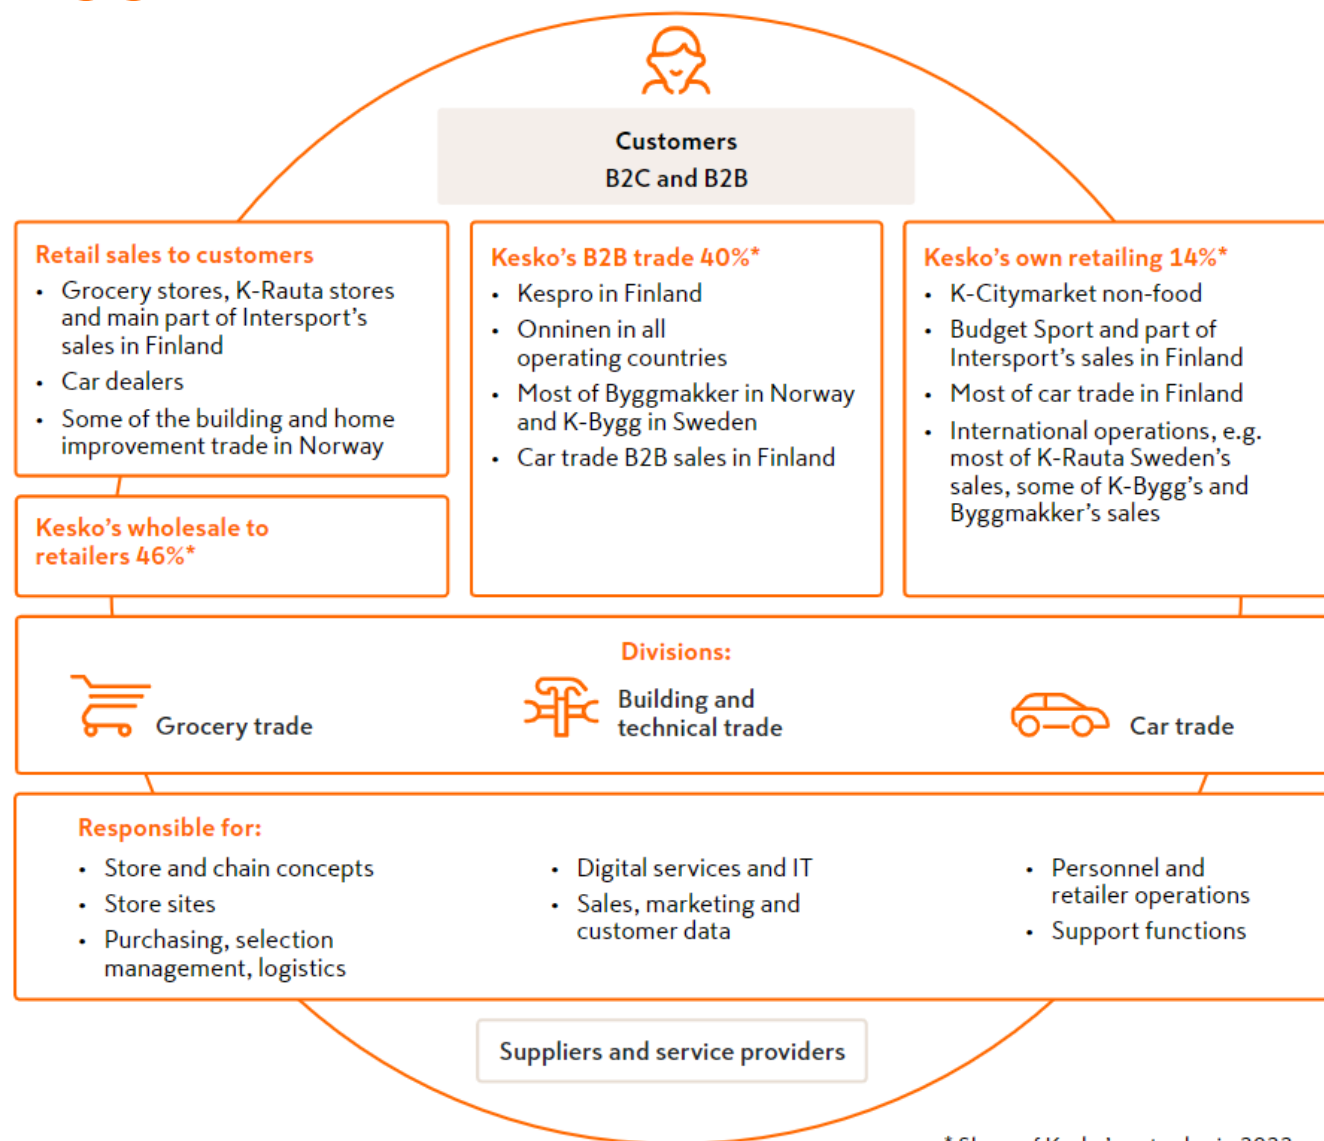 Customers
B2C and B2B
Retail sales to customers
• Grocery stores, K-Rauta stores
and main part of Intersport’s
sales in Finland
• Car dealers
• Some of the building and home
improvement trade in Norway
Kesko’s wholesale to
retailers 46%*
Kesko’s B2B trade 40%*
• Kespro in Finland
• Onninen in all
operating countries
• Most of Byggmakker in Norway
and K-Bygg in Sweden
• Car trade B2B sales in Finland
Kesko’s own retailing 14%*
• K-Citymarket non-food
• Budget Sport and part of
Intersport’s sales in Finland
• Most of car trade in Finland
• International operations, e.g.
most of K-Rauta Sweden’s
sales, some of K-Bygg’s and
Byggmakker’s sales
Divisions:
Grocery trade
Building and
technical trade
Car trade
Responsible for:
• Store and chain concepts
• Store sites
• Purchasing, selection
management, logistics
• Digital services and IT
• Sales, marketing and
customer data
• Personnel and
retailer operations
• Support functions
Suppliers and service providers